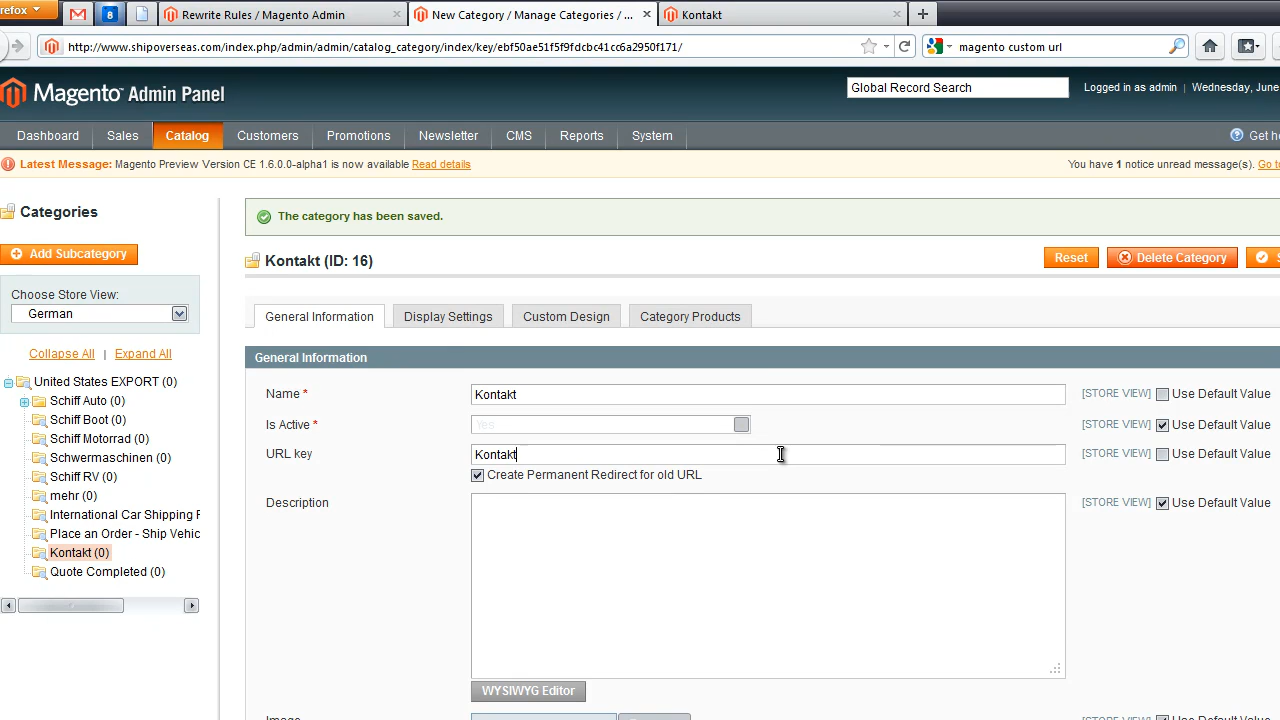 refox
8
Rewrite Rules / Magento Admin
New Category / Manage Categories / ...
Kontakt
http://www.shipoverseas.com/index.php/admin/admin/catalog_category/index/key/ebf50ae51f5f9fdcbc41cc6a2950f171/
magento custom url
Magento™ Admin Panel
Global Record Search
Logged in as admin | Wednesday, June
Dashboard
Sales
Catalog
Customers
Promotions
Newsletter
CMS
Reports
System
Get h
Latest Message: Magento Preview Version CE 1.6.0.0-alpha1 is now available Read details
You have 1 notice unread message(s). Go t
Categories
The category has been saved.
Add Subcategory
Kontakt (ID: 16)
Reset
Delete Category
S
Choose Store View:
German
General Information
Display Settings
Custom Design
Category Products
Collapse All | Expand All
General Information
United States EXPORT (0)
Schiff Auto (0)
Schiff Boot (0)
Schiff Motorrad (0)
Schwermaschinen (0)
Schiff RV (0)
mehr (0)
International Car Shipping F
Place an Order - Ship Vehic
Kontakt (0)
Quote Completed (0)
Name * Kontakt [STORE VIEW] Use Default Value
Is Active * Yes [STORE VIEW] Use Default Value
URL key Kontakt [STORE VIEW] Use Default Value
Create Permanent Redirect for old URL
Description [STORE VIEW] Use Default Value
WYSIWYG Editor